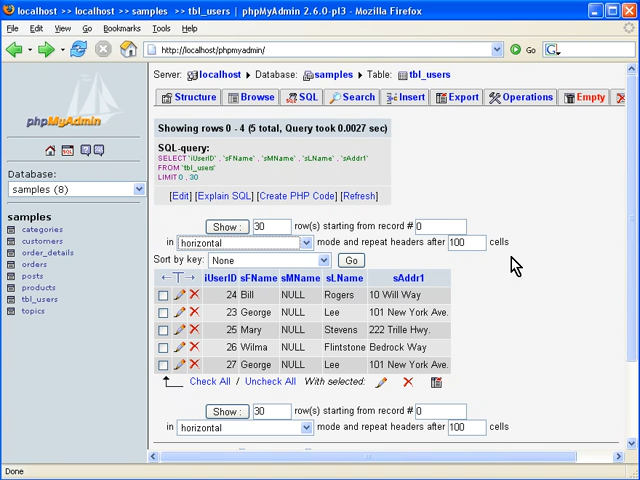 localhost >> localhost >> samples >> tbl_users | phpMyAdmin 2.6.0-pl3 - Mozilla Firefox
File Edit View Go Bookmarks Tools Help
http://localhost/phpmyadmin/ Go G
phpMyAdmin
Database:
samples (8)
samples
categories
customers
order_details
orders
posts
products
tbl_users
topics
Server: localhost Database: samples Table: tbl_users
Structure Browse SQL Search Insert Export Operations Empty
Showing rows 0 - 4 (5 total, Query took 0.0027 sec)
SQL-query:
SELECT `iUserID` , `sFName` , `sMName` , `sLName` , `sAddr1`
FROM `tbl_users`
LIMIT 0 , 30
[Edit] [Explain SQL] [Create PHP Code] [Refresh]
Show : 30 row(s) starting from record # 0
in horizontal mode and repeat headers after 100 cells
Sort by key: None Go
←T→ iUserID sFName sMName sLName sAddr1
24 Bill NULL Rogers 10 Will Way
23 George NULL Lee 101 New York Ave.
25 Mary NULL Stevens 222 Trille Hwy.
26 Wilma NULL Flintstone Bedrock Way
27 George NULL Lee 101 New York Ave.
Check All / Uncheck All With selected:
Show : 30 row(s) starting from record # 0
in horizontal mode and repeat headers after 100 cells
Done